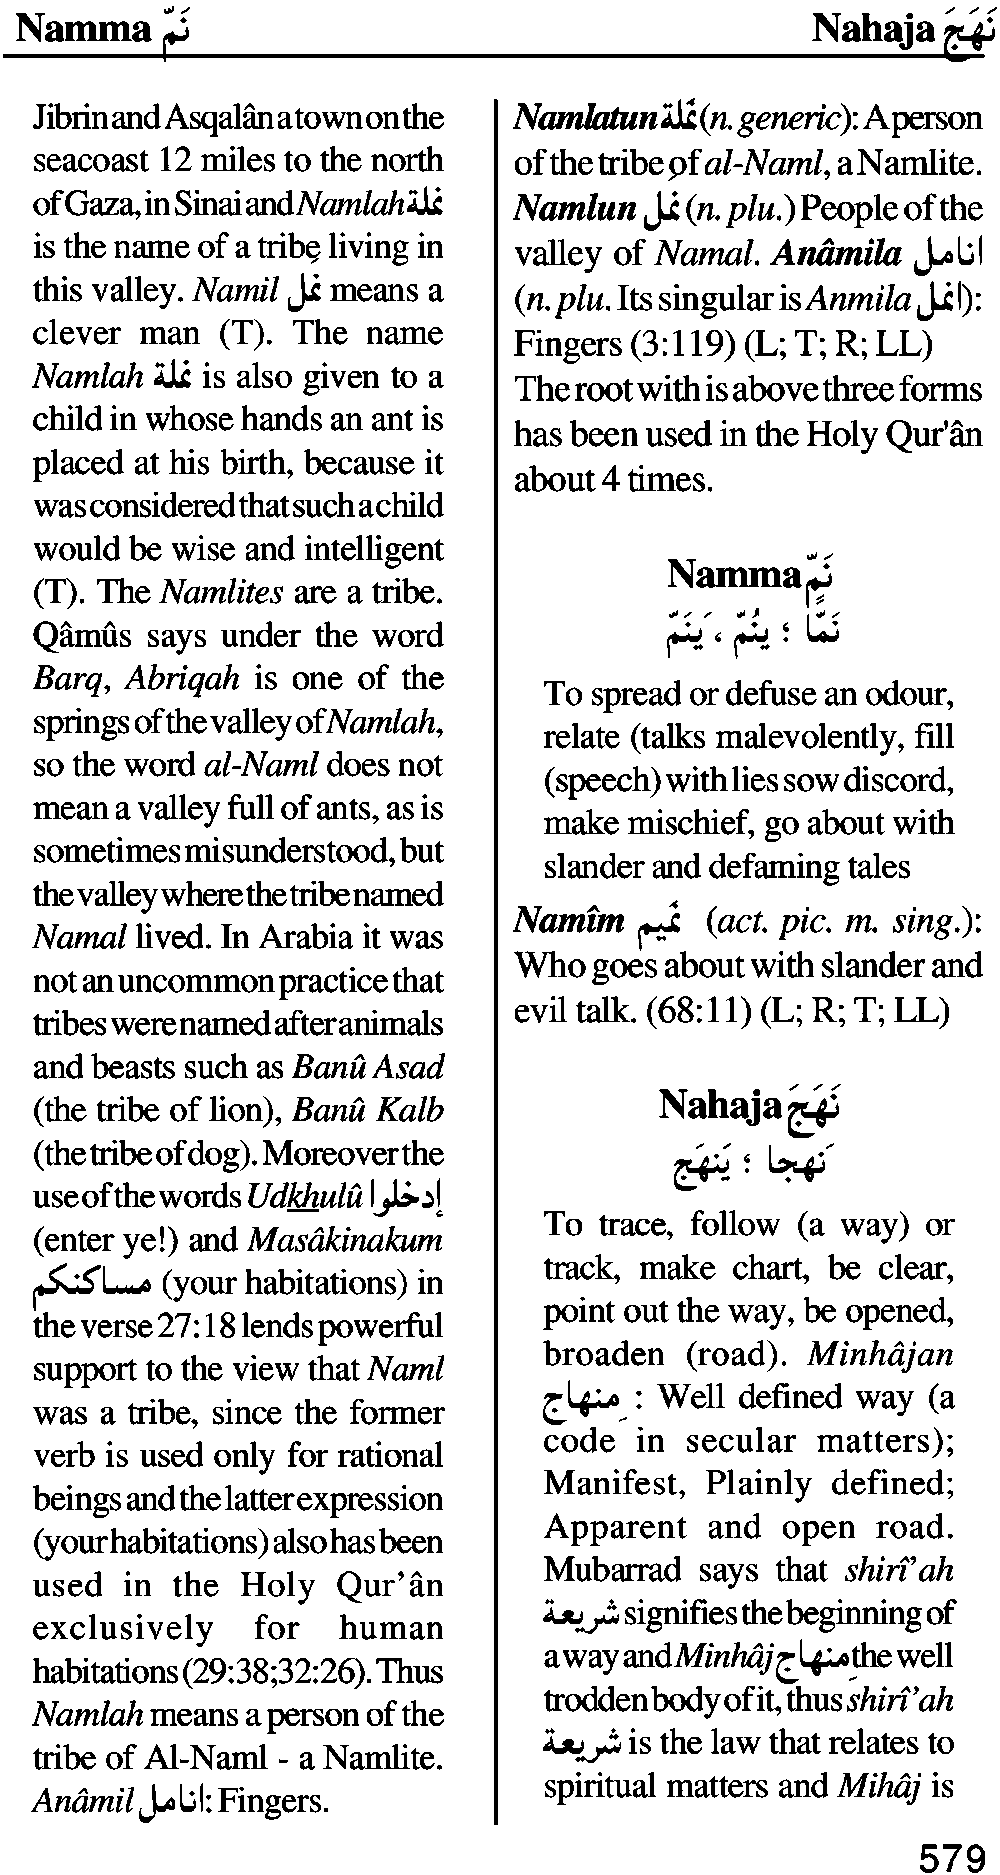 Namma نَمّ
Nahaja نَهَجَ
Jibrin and Asqalân a town on the
seacoast 12 miles to the north
of Gaza, in Sinai and Namlah نملة
is the name of a tribe living in
this valley. Namil نمل means a
clever man (T). The name
Namlah نملة is also given to a
child in whose hands an ant is
placed at his birth, because it
was considered that such a child
would be wise and intelligent
(T). The Namlites are a tribe.
Qâmûs says under the word
Barq, Abriqah is one of the
springs of the valley of Namlah,
so the word al-Naml does not
mean a valley full of ants, as is
sometimes misunderstood, but
the valley where the tribe named
Namal lived. In Arabia it was
not an uncommon practice that
tribes were named after animals
and beasts such as Banû Asad
(the tribe of lion), Banû Kalb
(the tribe of dog). Moreover the
use of the words Udkhulû إدخلوا
(enter ye!) and Masâkinakum
مساكنكم (your habitations) in
the verse 27:18 lends powerful
support to the view that Naml
was a tribe, since the former
verb is used only for rational
beings and the latter expression
(your habitations) also has been
used in the Holy Qur’ân
exclusively for human
habitations (29:38;32:26). Thus
Namlah means a person of the
tribe of Al-Naml - a Namlite.
Anâmil انامل: Fingers.
Namlatun نملة (n. generic): A person
of the tribe of al-Naml, a Namlite.
Namlun نمل (n. plu.) People of the
valley of Namal. Anâmila انامل
(n. plu. Its singular is Anmila انمل):
Fingers (3:119) (L; T; R; LL)
The root with is above three forms
has been used in the Holy Qur'ân
about 4 times.
Namma نَمّ
نَمًّا ؛ يَنُمّ ، يَنَمّ
To spread or defuse an odour,
relate (talks malevolently, fill
(speech) with lies sow discord,
make mischief, go about with
slander and defaming tales
Namîm نَميم (act. pic. m. sing.):
Who goes about with slander and
evil talk. (68:11) (L; R; T; LL)
Nahaja نَهَجَ
نَهجا ؛ يَنهَج
To trace, follow (a way) or
track, make chart, be clear,
point out the way, be opened,
broaden (road). Minhâjan
مِنهاج : Well defined way (a
code in secular matters);
Manifest, Plainly defined;
Apparent and open road.
Mubarrad says that shirî’ah
شريعة signifies the beginning of
a way and Minhâj مِنهاج the well
trodden body of it, thus shirî’ah
شريعة is the law that relates to
spiritual matters and Mihâj is
579